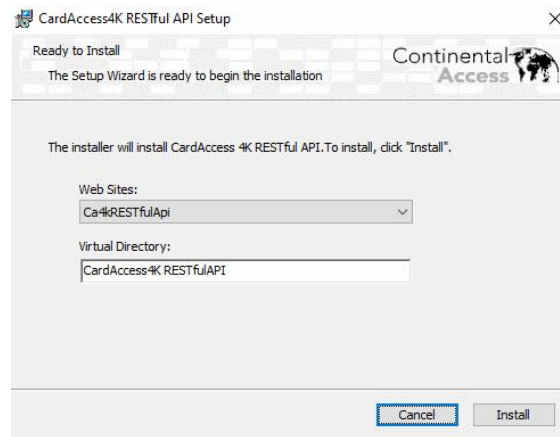 CardAccess4K RESTful API Setup
Ready to Install
The Setup Wizard is ready to begin the installation
Continental
Access
The installer will install CardAccess 4K RESTful API.To install, click "Install".
Web Sites:
Ca4kRESTfulApi
Virtual Directory:
CardAccess4K RESTfulAPI
Cancel
Install